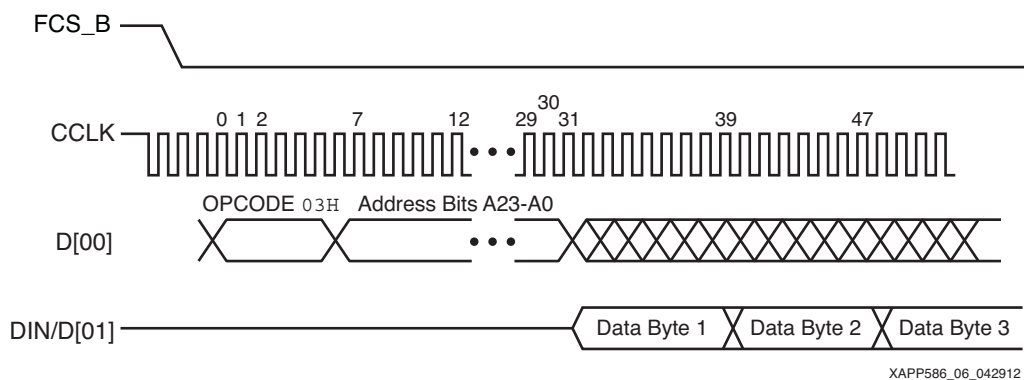 FCS_B
30
0 1 2 7 12 29 31 39 47
CCLK
OPCODE 03H Address Bits A23-A0
D[00]
DIN/D[01] Data Byte 1 Data Byte 2 Data Byte 3
XAPP586_06_042912